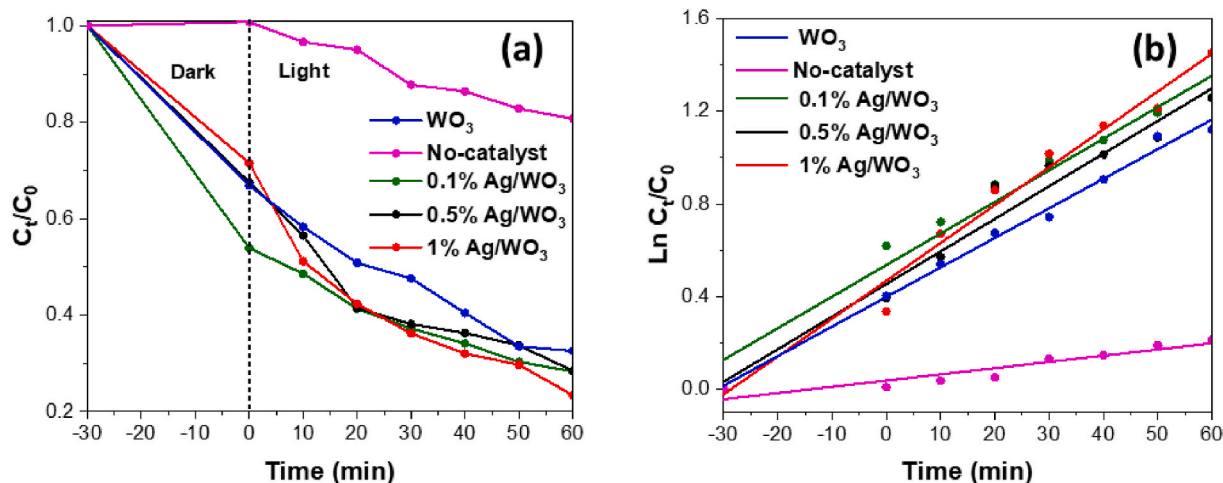 (a)
Dark
Light
WO₃
No-catalyst
0.1% Ag/WO₃
0.5% Ag/WO₃
1% Ag/WO₃
1.0
0.8
0.6
0.4
0.2
-30 -20 -10 0 10 20 30 40 50 60
Cₜ/C₀
Time (min)
(b)
WO₃
No-catalyst
0.1% Ag/WO₃
0.5% Ag/WO₃
1% Ag/WO₃
1.6
1.2
0.8
0.4
0.0
-30 -20 -10 0 10 20 30 40 50 60
Ln Cₜ/C₀
Time (min)